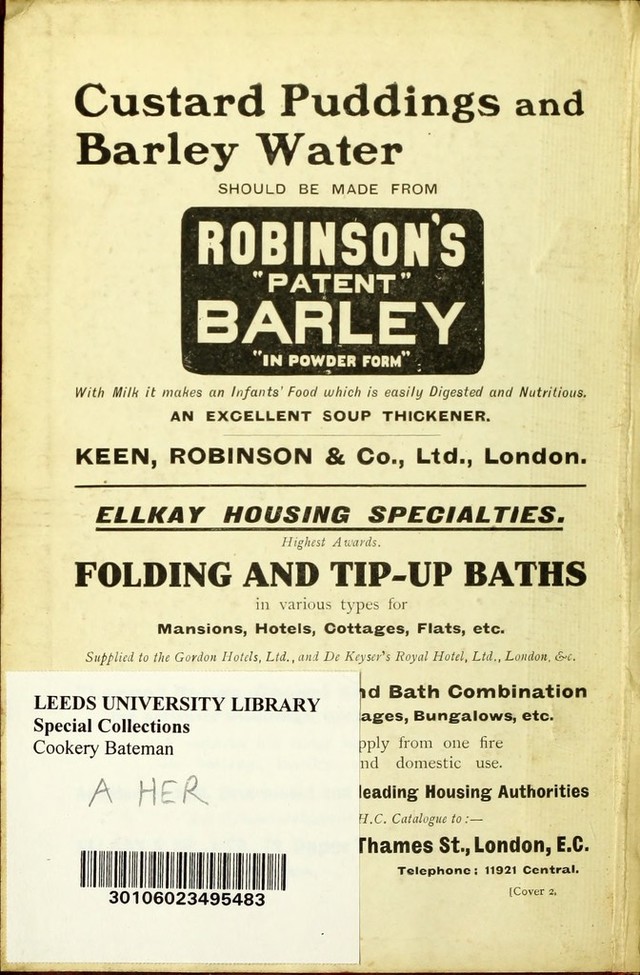 Custard Puddings and
Barley Water
SHOULD BE MADE FROM
ROBINSON'S
"PATENT"
BARLEY
"IN POWDER FORM"
With Milk it makes an Infants' Food which is easily Digested and Nutritious.
AN EXCELLENT SOUP THICKENER.
KEEN, ROBINSON & Co., Ltd., London.
ELLKAY HOUSING SPECIALTIES.
Highest Awards.
FOLDING AND TIP-UP BATHS
in various types for
Mansions, Hotels, Cottages, Flats, etc.
Supplied to the Gordon Hotels, Ltd., and De Keyser's Royal Hotel, Ltd., London, &c.
Bath Combination
Bungalows, etc.
from one fire
domestic use.
leading Housing Authorities
H.C. Catalogue to :—
Thames St., London, E.C.
Telephone: 11921 Central.
[Cover 2.
LEEDS UNIVERSITY LIBRARY
Special Collections
Cookery Bateman
A HER
30106023495483